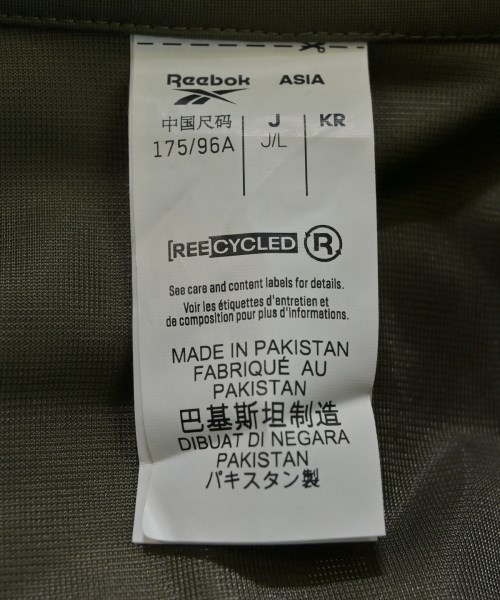 Reebok ASIA
中国尺码 J KR
175/96A J/L
[REECYCLED R
See care and content labels for details.
Voir les étiquettes d'entretien et
de composition pour plus d'informations.
MADE IN PAKISTAN
FABRIQUÉ AU
PAKISTAN
巴基斯坦制造
DIBUAT DI NEGARA
PAKISTAN
パキスタン製